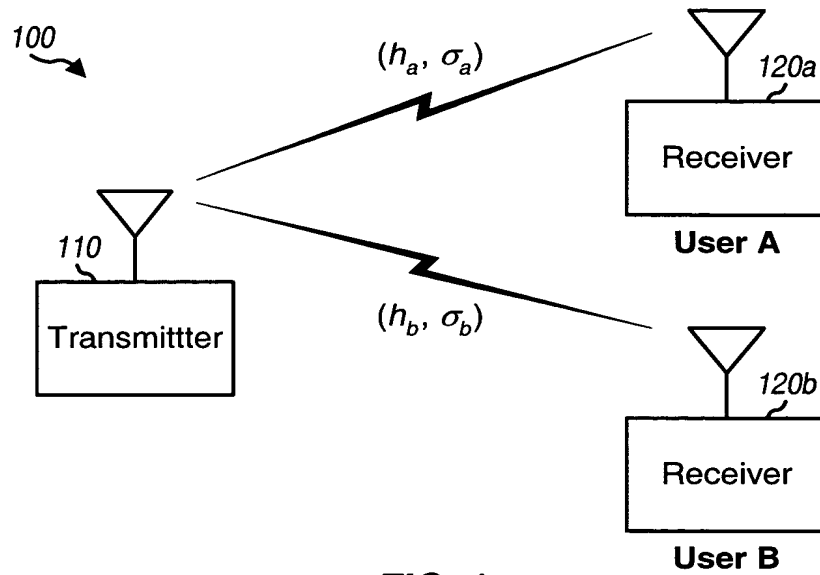 100
(h_a, σ_a)
120a
Receiver
User A
110
Transmittter
(h_b, σ_b)
120b
Receiver
User B